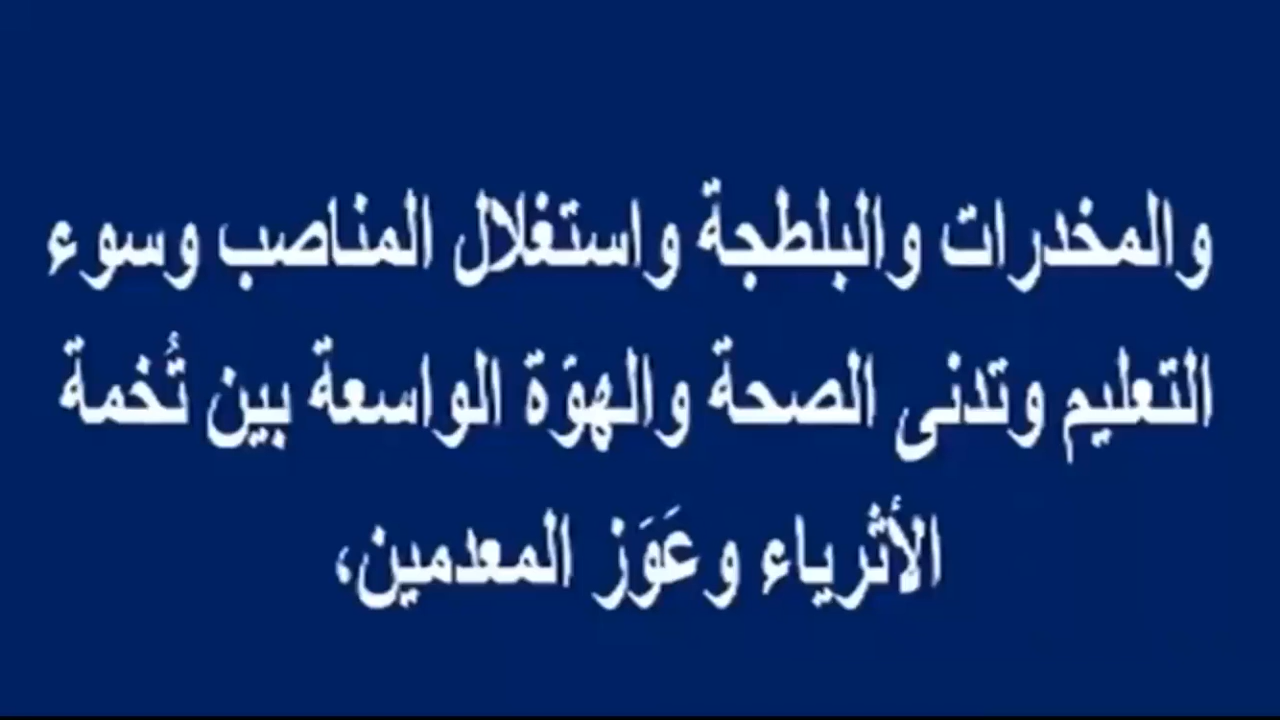 والمخدرات والبلطجة واستغلال المناصب وسوء
التعليم وتدنى الصحة والهوّة الواسعة بين تُخمة
الأثرياء وعَوَز المعدمين،